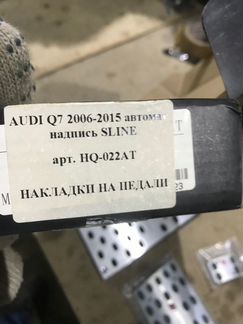 AUDI Q7 2006-2015 автомат
надпись SLINE
арт. HQ-022AT
НАКЛАДКИ НА ПЕДАЛИ